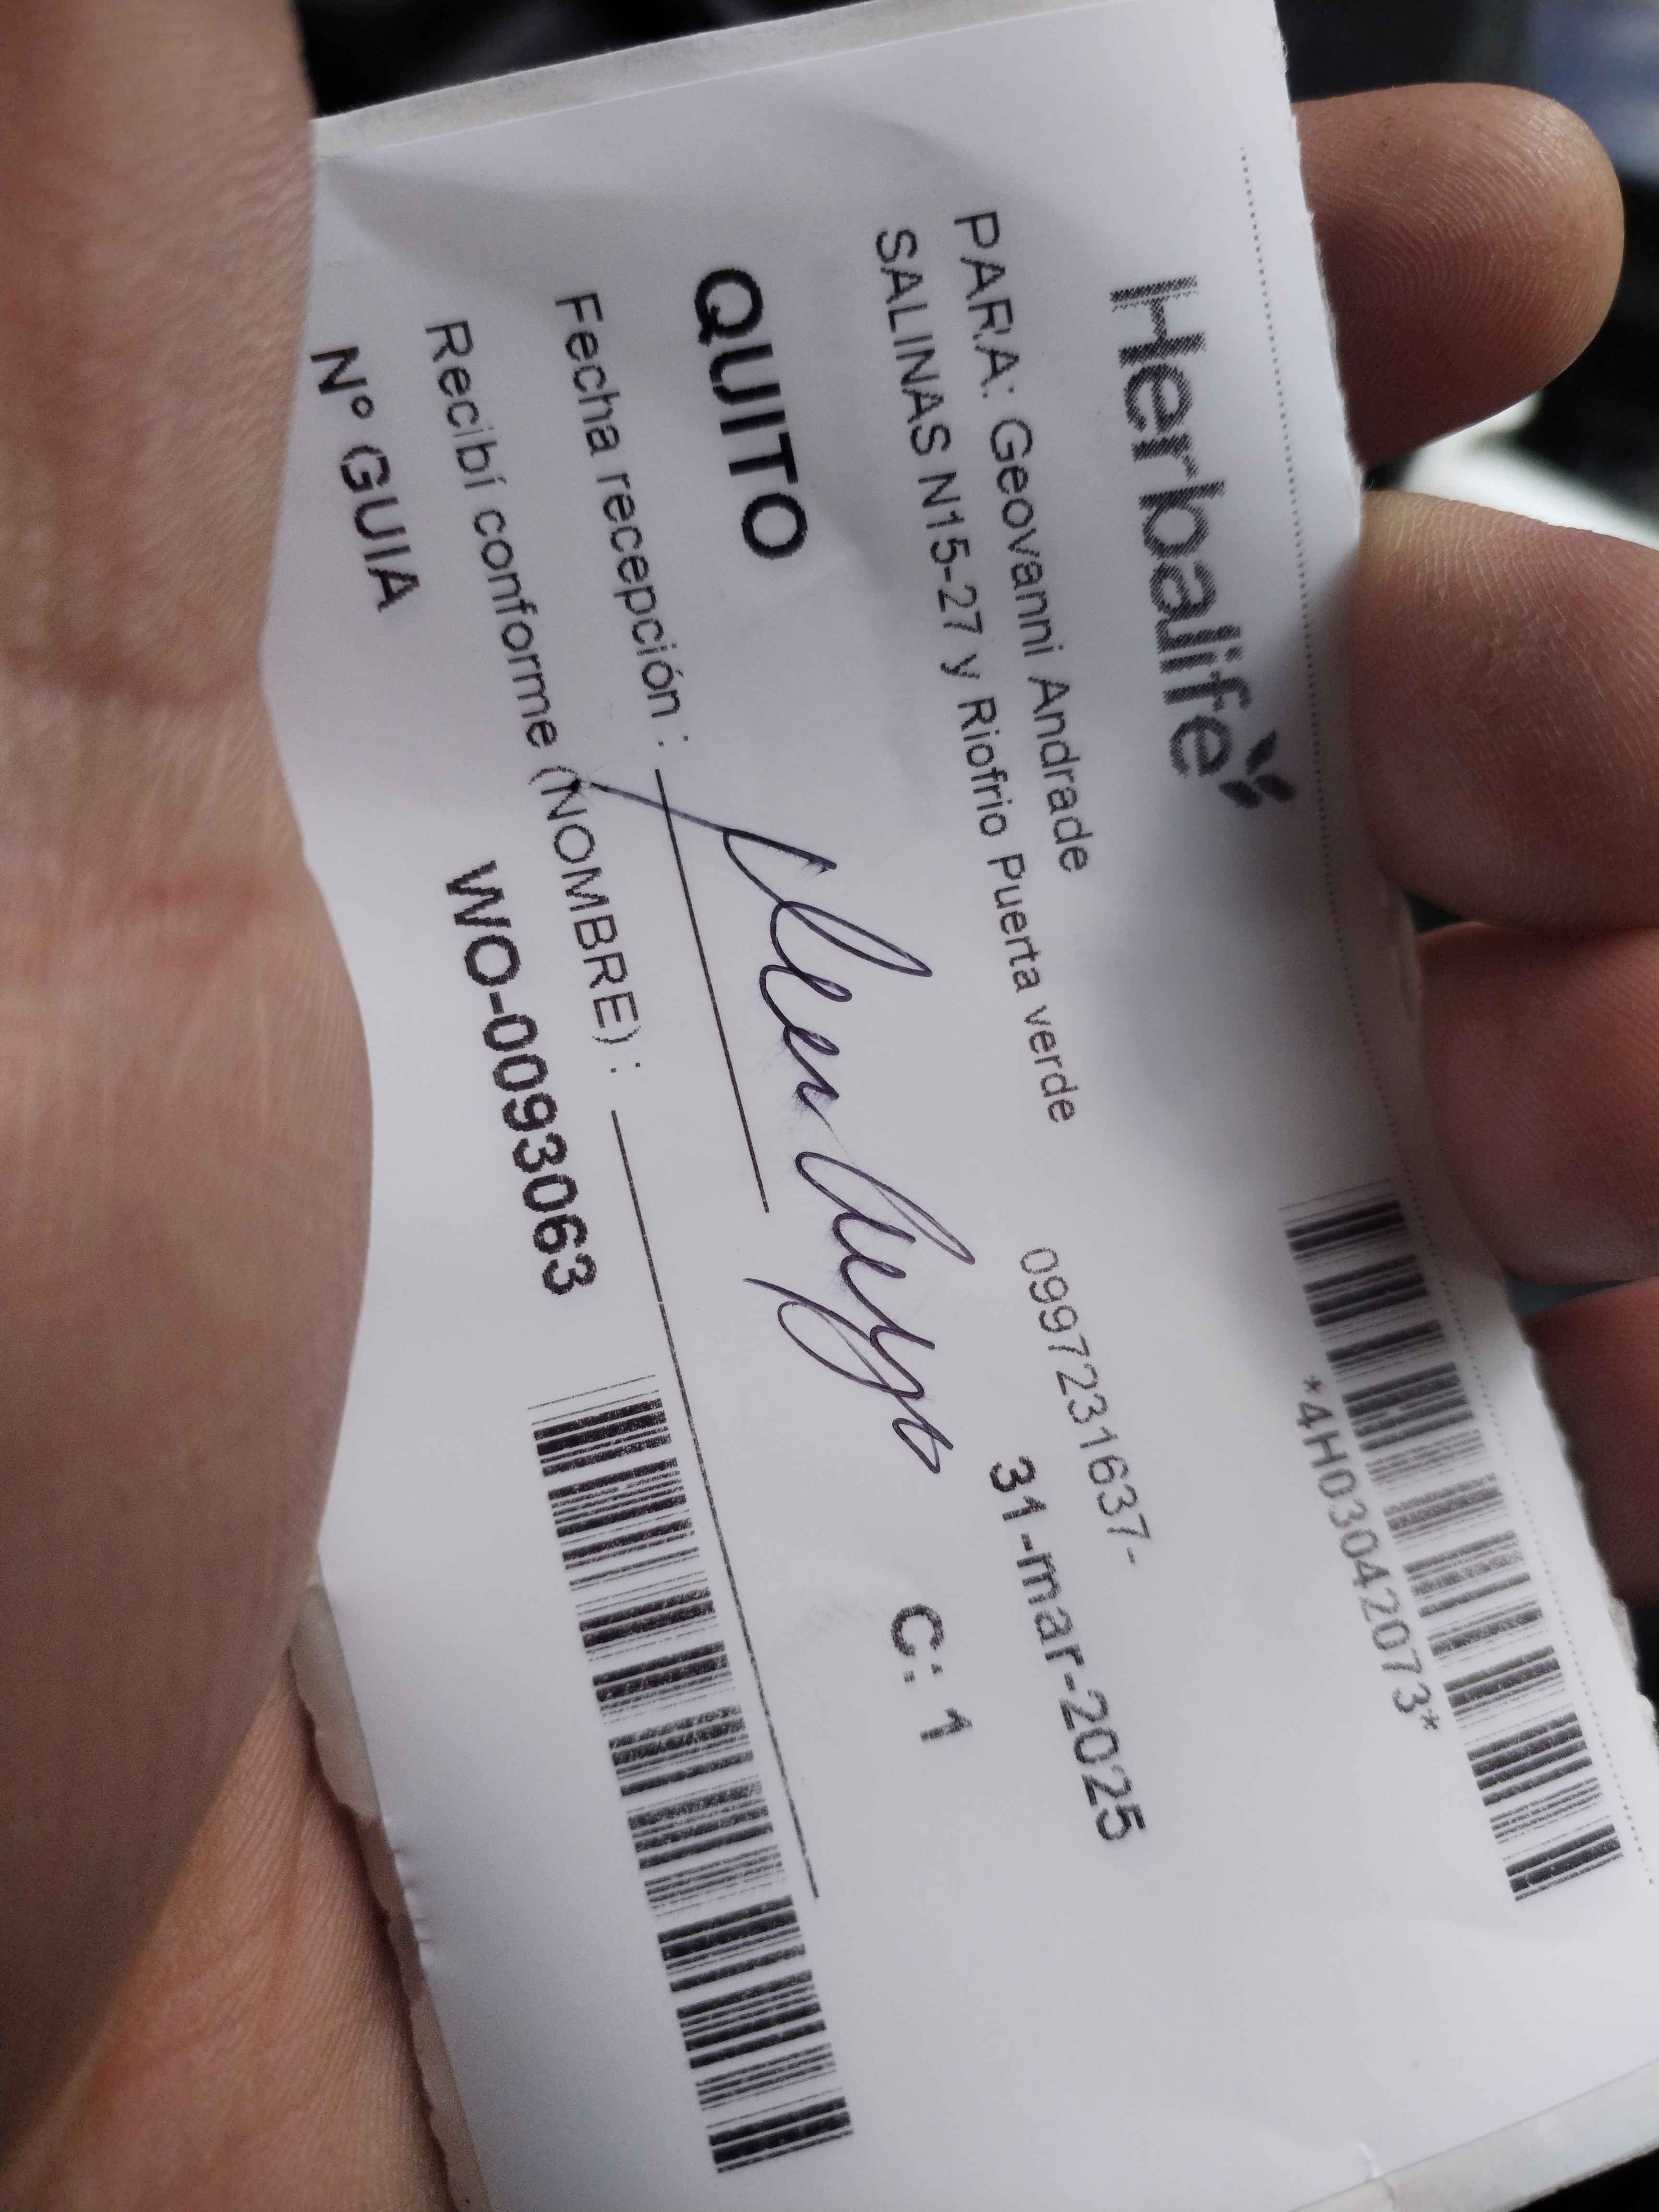 Herbalife
*4H03042073*
PARA: Geovanni Andrade
0997231637-
SALINAS N15-27 y Riofrio Puerta verde
31-mar-2025
QUITO
C: 1
Fecha recepción :
Recibí conforme (NOMBRE) :
N° GUIA
WO-0093063